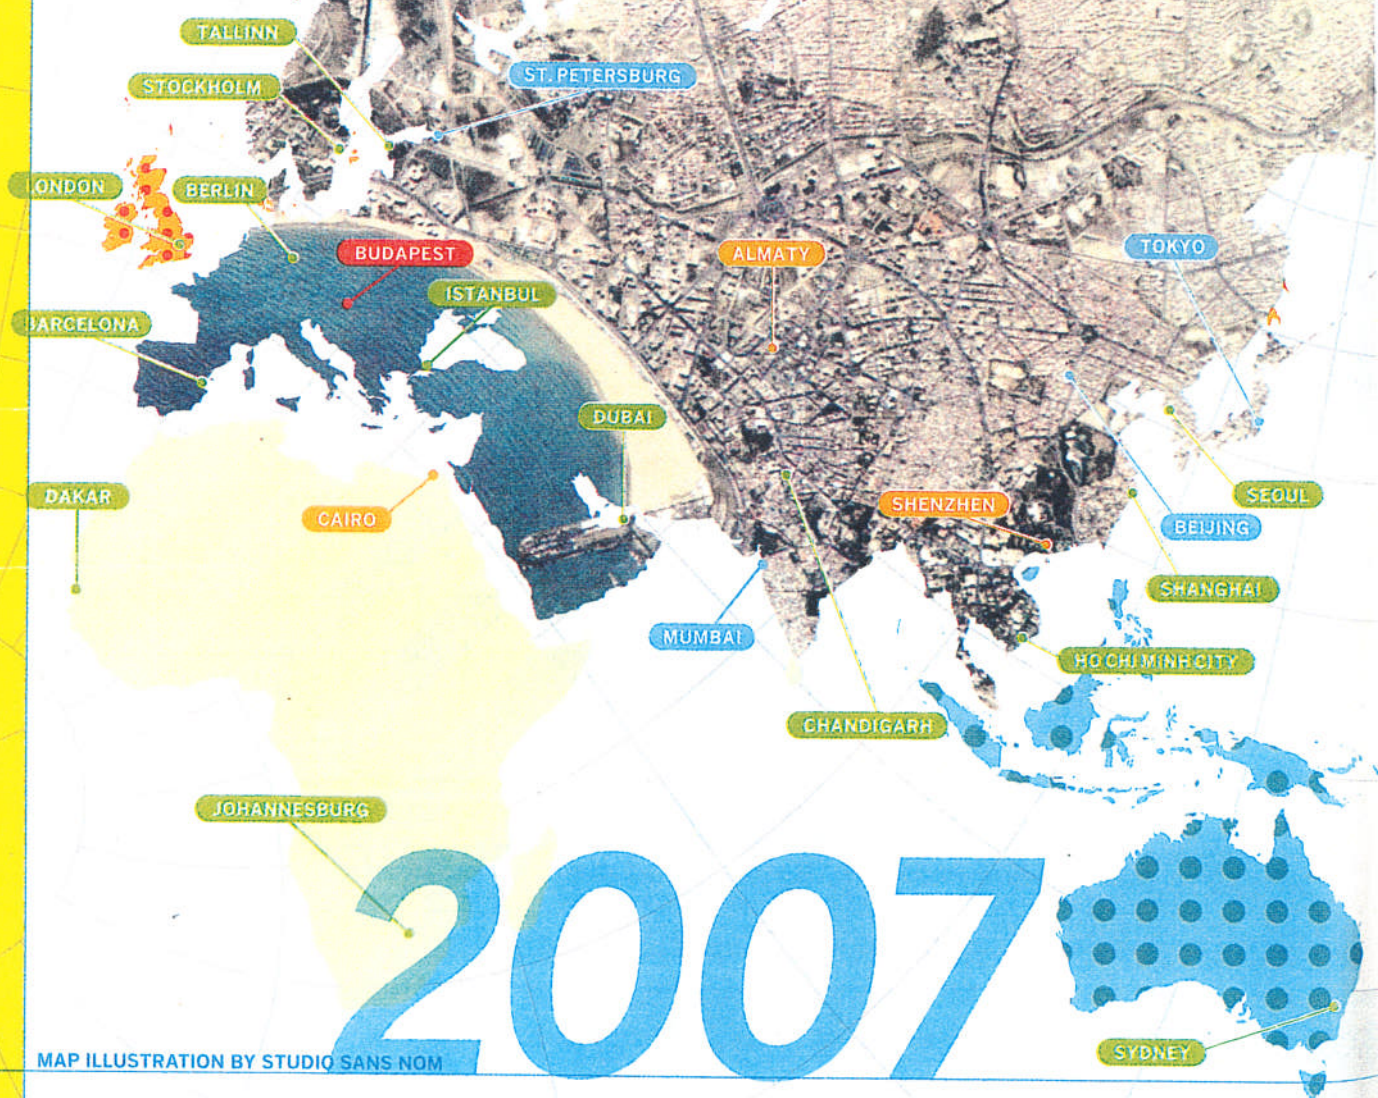 TALLINN
ST. PETERSBURG
STOCKHOLM
LONDON
BERLIN
BUDAPEST
ALMATY
TOKYO
ISTANBUL
BARCELONA
DUBAI
DAKAR
CAIRO
SHENZHEN
SEOUL
BEIJING
SHANGHAI
MUMBAI
HO CHI MINH CITY
CHANDIGARH
JOHANNESBURG
2007
SYDNEY
MAP ILLUSTRATION BY STUDIO SANS NOM